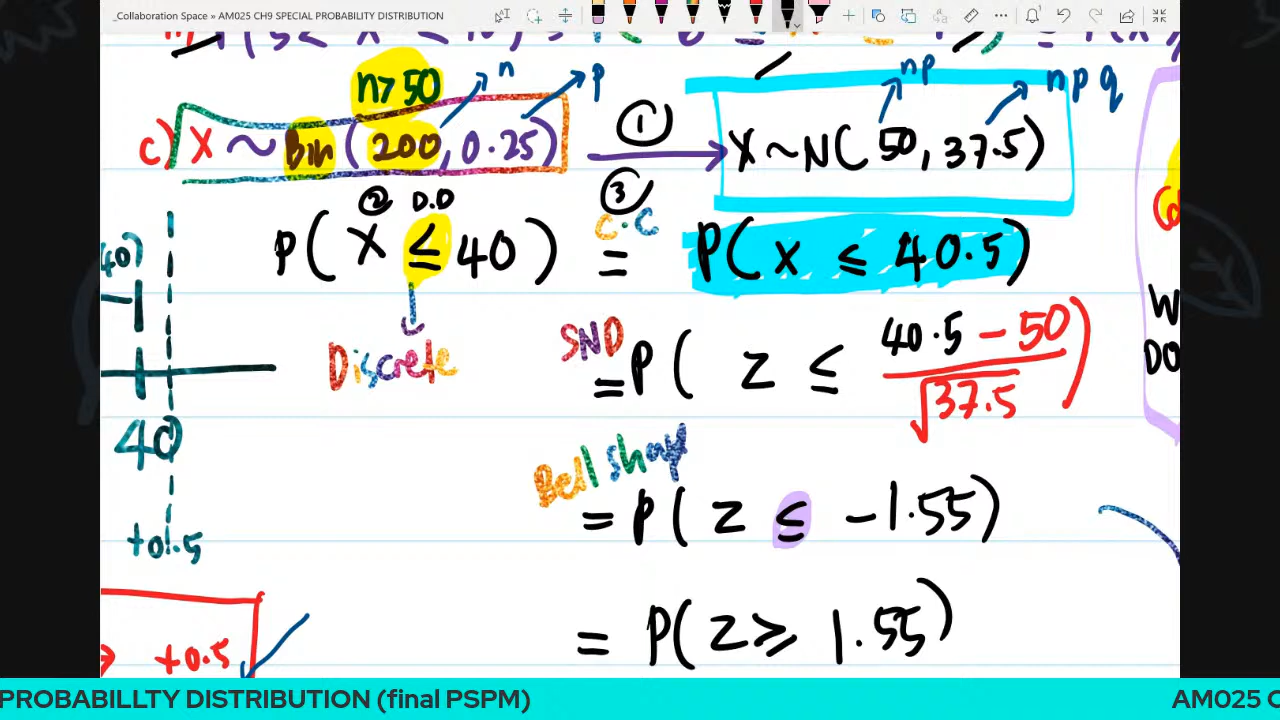 _Collaboration Space » AM025 CH9 SPECIAL PROBABILITY DISTRIBUTION
n>50
n
p
np
npq
c) X ~ Bin (200, 0.25)
①
X ~ N( 50, 37.5)
② D.D
③
C.C
P( X ≤ 40 ) = P( X ≤ 40.5)
Discrete
SND
= P( Z ≤ (40.5 - 50)/√37.5 )
Bell shape
= P( Z ≤ -1.55)
= P( Z ≥ 1.55)
40)
40
+0.5
+0.5
W
DO
PROBABILLTY DISTRIBUTION (final PSPM)
AM025 C